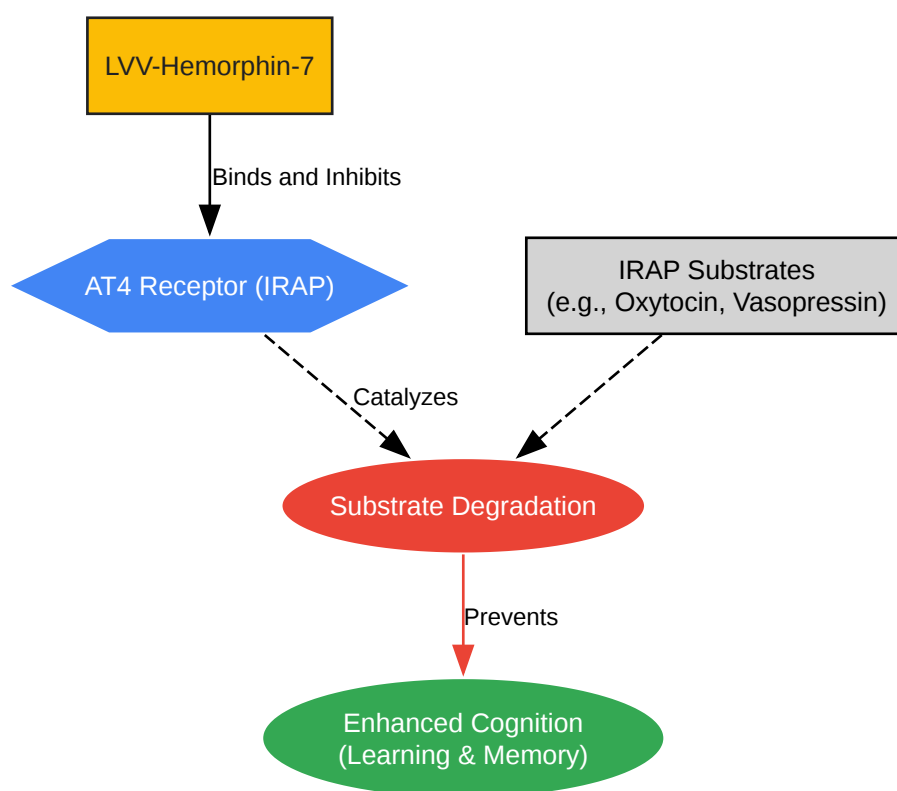 LVV-Hemorphin-7
Binds and Inhibits
AT4 Receptor (IRAP)
IRAP Substrates
(e.g., Oxytocin, Vasopressin)
Catalyzes
Substrate Degradation
Prevents
Enhanced Cognition
(Learning & Memory)